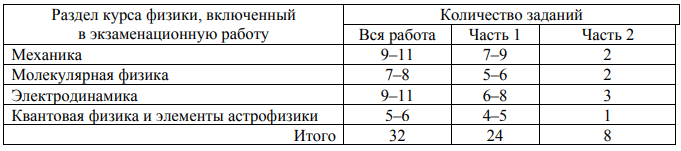 Раздел курса физики, включенный в экзаменационную работу Количество заданий
Вся работа Часть 1 Часть 2
Механика 9–11 7–9 2
Молекулярная физика 7–8 5–6 2
Электродинамика 9–11 6–8 3
Квантовая физика и элементы астрофизики 5–6 4–5 1
Итого 32 24 8